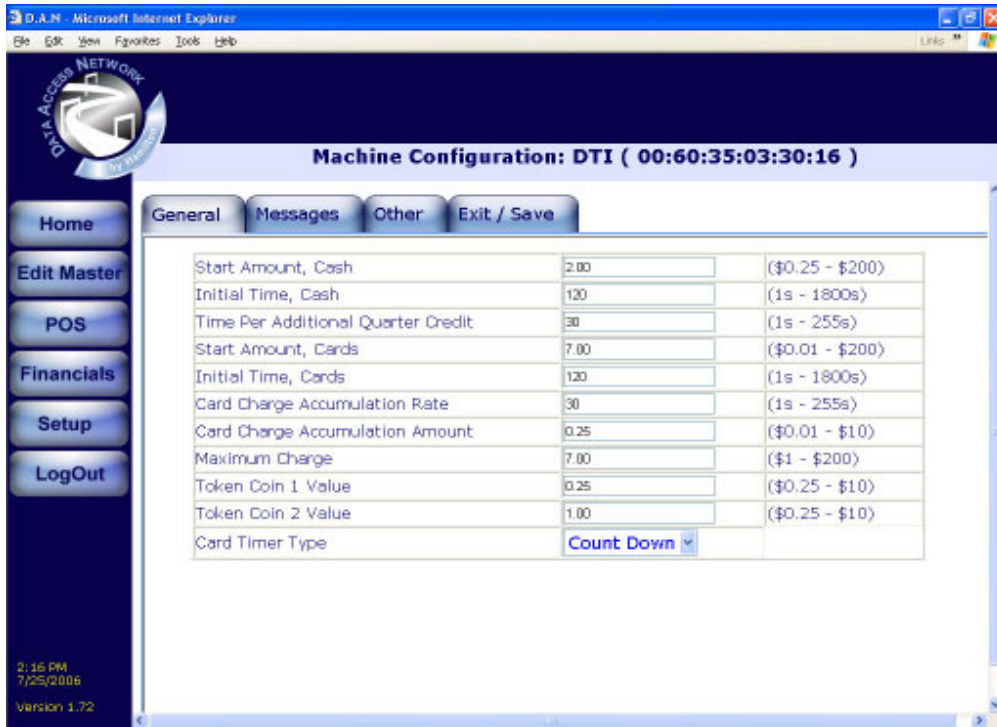 D.A.N - Microsoft Internet Explorer
File Edit View Favorites Tools Help
Links »
DATA ACCESS NETWORK
by Hamilton
Machine Configuration: DTI ( 00:60:35:03:30:16 )
Home
Edit Master
POS
Financials
Setup
LogOut
General Messages Other Exit / Save
Start Amount, Cash 2.00 ($0.25 - $200)
Initial Time, Cash 120 (1s - 1800s)
Time Per Additional Quarter Credit 30 (1s - 255s)
Start Amount, Cards 7.00 ($0.01 - $200)
Initial Time, Cards 120 (1s - 1800s)
Card Charge Accumulation Rate 30 (1s - 255s)
Card Charge Accumulation Amount 0.25 ($0.01 - $10)
Maximum Charge 7.00 ($1 - $200)
Token Coin 1 Value 0.25 ($0.25 - $10)
Token Coin 2 Value 1.00 ($0.25 - $10)
Card Timer Type Count Down
2:16 PM
7/25/2006
Version 1.72